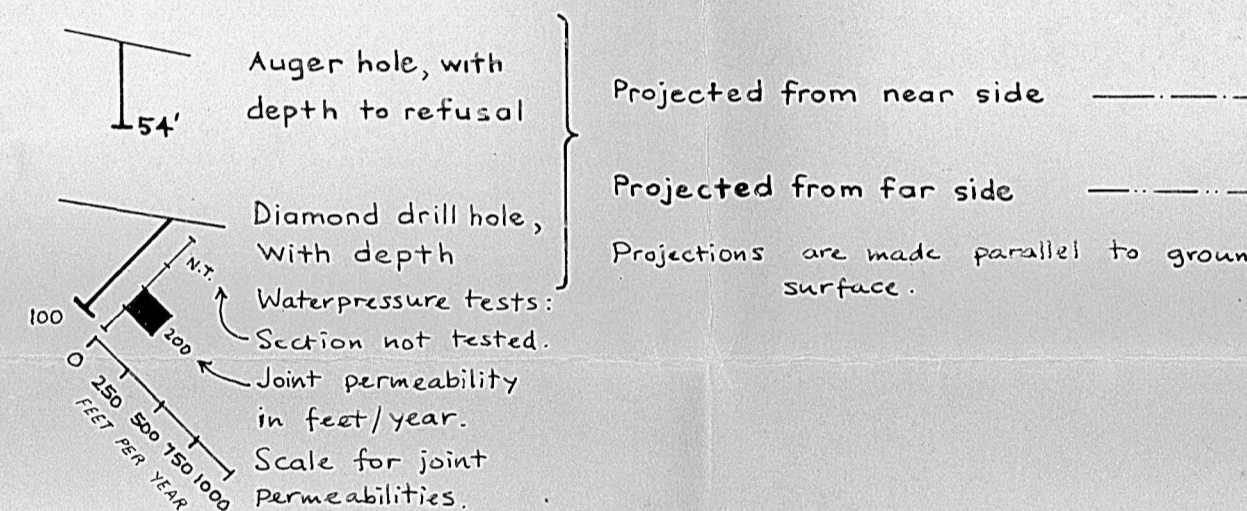 54'
Auger hole, with
depth to refusal
100
N.T.
200
0 250 500 750 1000
FEET PER YEAR
Diamond drill hole,
With depth
Waterpressure tests:
Section not tested.
Joint permeability
in feet/year.
Scale for joint
permeabilities.
Projected from near side
Projected from far side
Projections are made parallel to groun
surface.